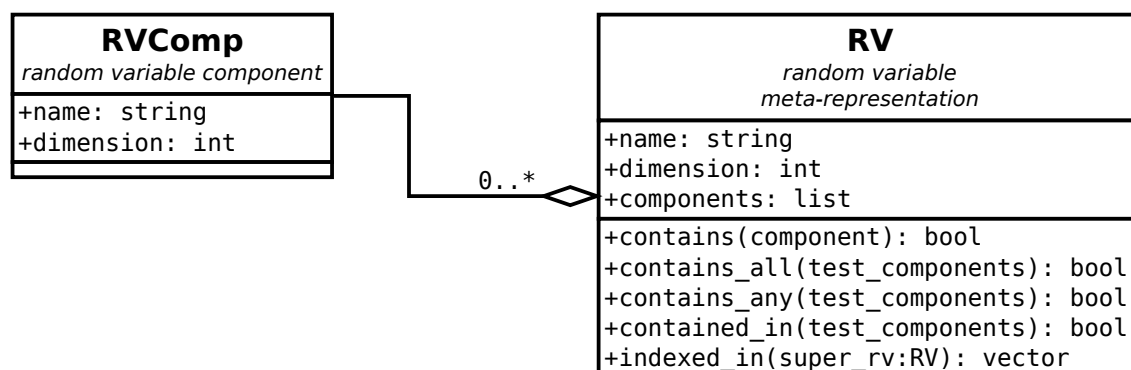 RVComp
random variable component
+name: string
+dimension: int
0..*
RV
random variable
meta-representation
+name: string
+dimension: int
+components: list
+contains(component): bool
+contains_all(test_components): bool
+contains_any(test_components): bool
+contained_in(test_components): bool
+indexed_in(super_rv:RV): vector